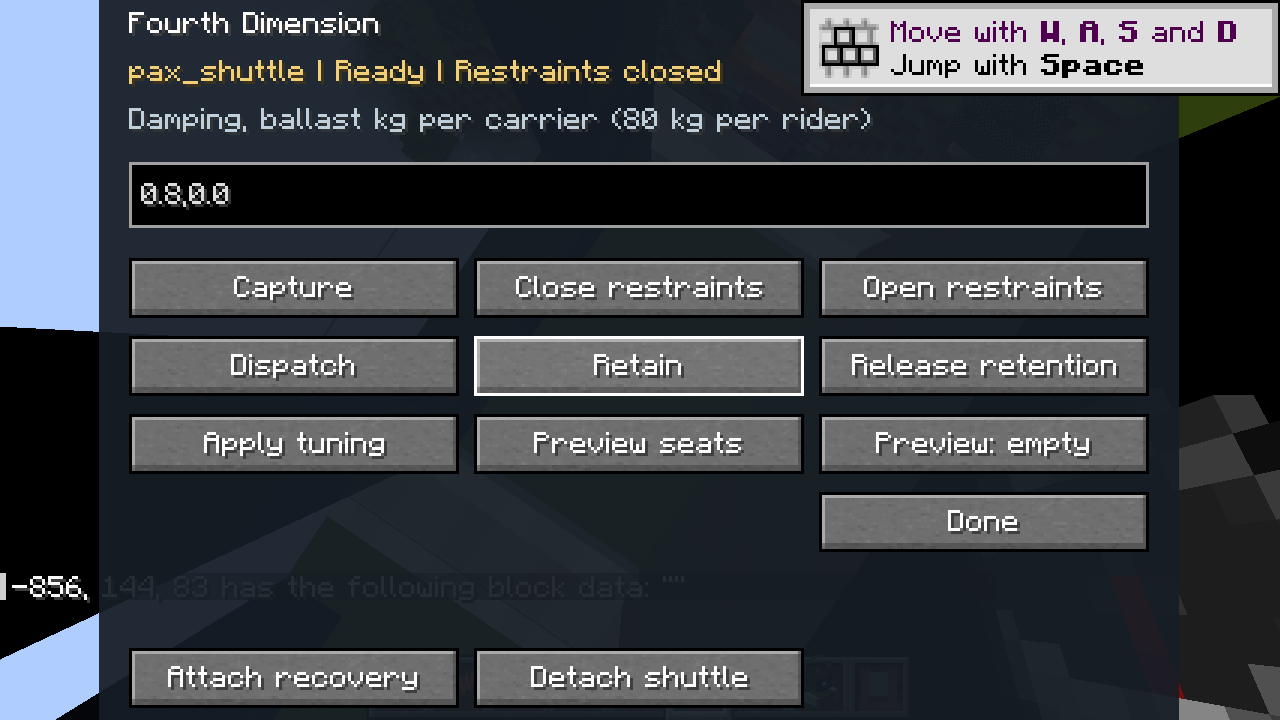 Fourth Dimension
Move with W, A, S and D
Jump with Space
pax_shuttle | Ready | Restraints closed
Damping, ballast kg per carrier (80 kg per rider)
0.8,0.0
Capture
Close restraints
Open restraints
Dispatch
Retain
Release retention
Apply tuning
Preview seats
Preview: empty
Done
-856, 144, 83 has the following block data: ""
Attach recovery
Detach shuttle